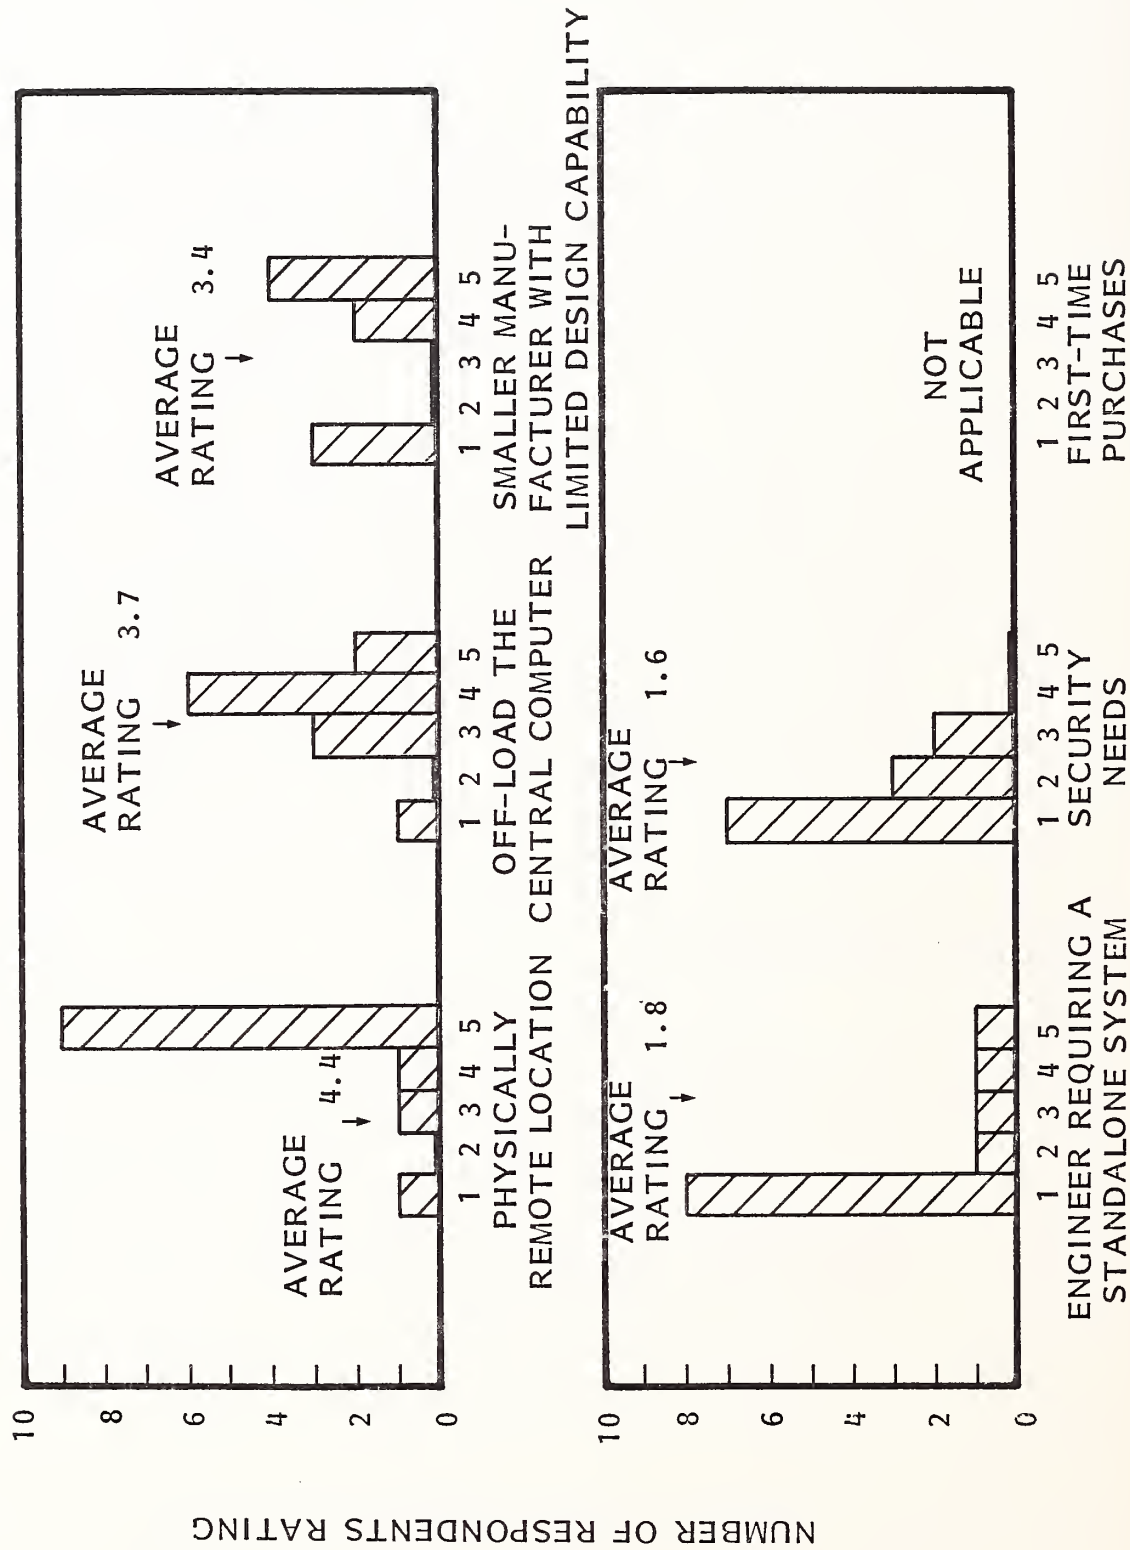 NUMBER OF RESPONDENTS RATING
10
8
6
4
2
0
AVERAGE
RATING 4.4
1 2 3 4 5
PHYSICALLY
REMOTE LOCATION
AVERAGE
RATING 3.7
1 2 3 4 5
OFF-LOAD THE
CENTRAL COMPUTER
AVERAGE
RATING 3.4
1 2 3 4 5
SMALLER MANU-
FACTURER WITH
LIMITED DESIGN CAPABILITY
10
8
6
4
2
0
AVERAGE
RATING 1.8
1 2 3 4 5
ENGINEER REQUIRING A
STANDALONE SYSTEM
AVERAGE
RATING 1.6
1 2 3 4 5
SECURITY
NEEDS
NOT
APPLICABLE
1 2 3 4 5
FIRST-TIME
PURCHASES